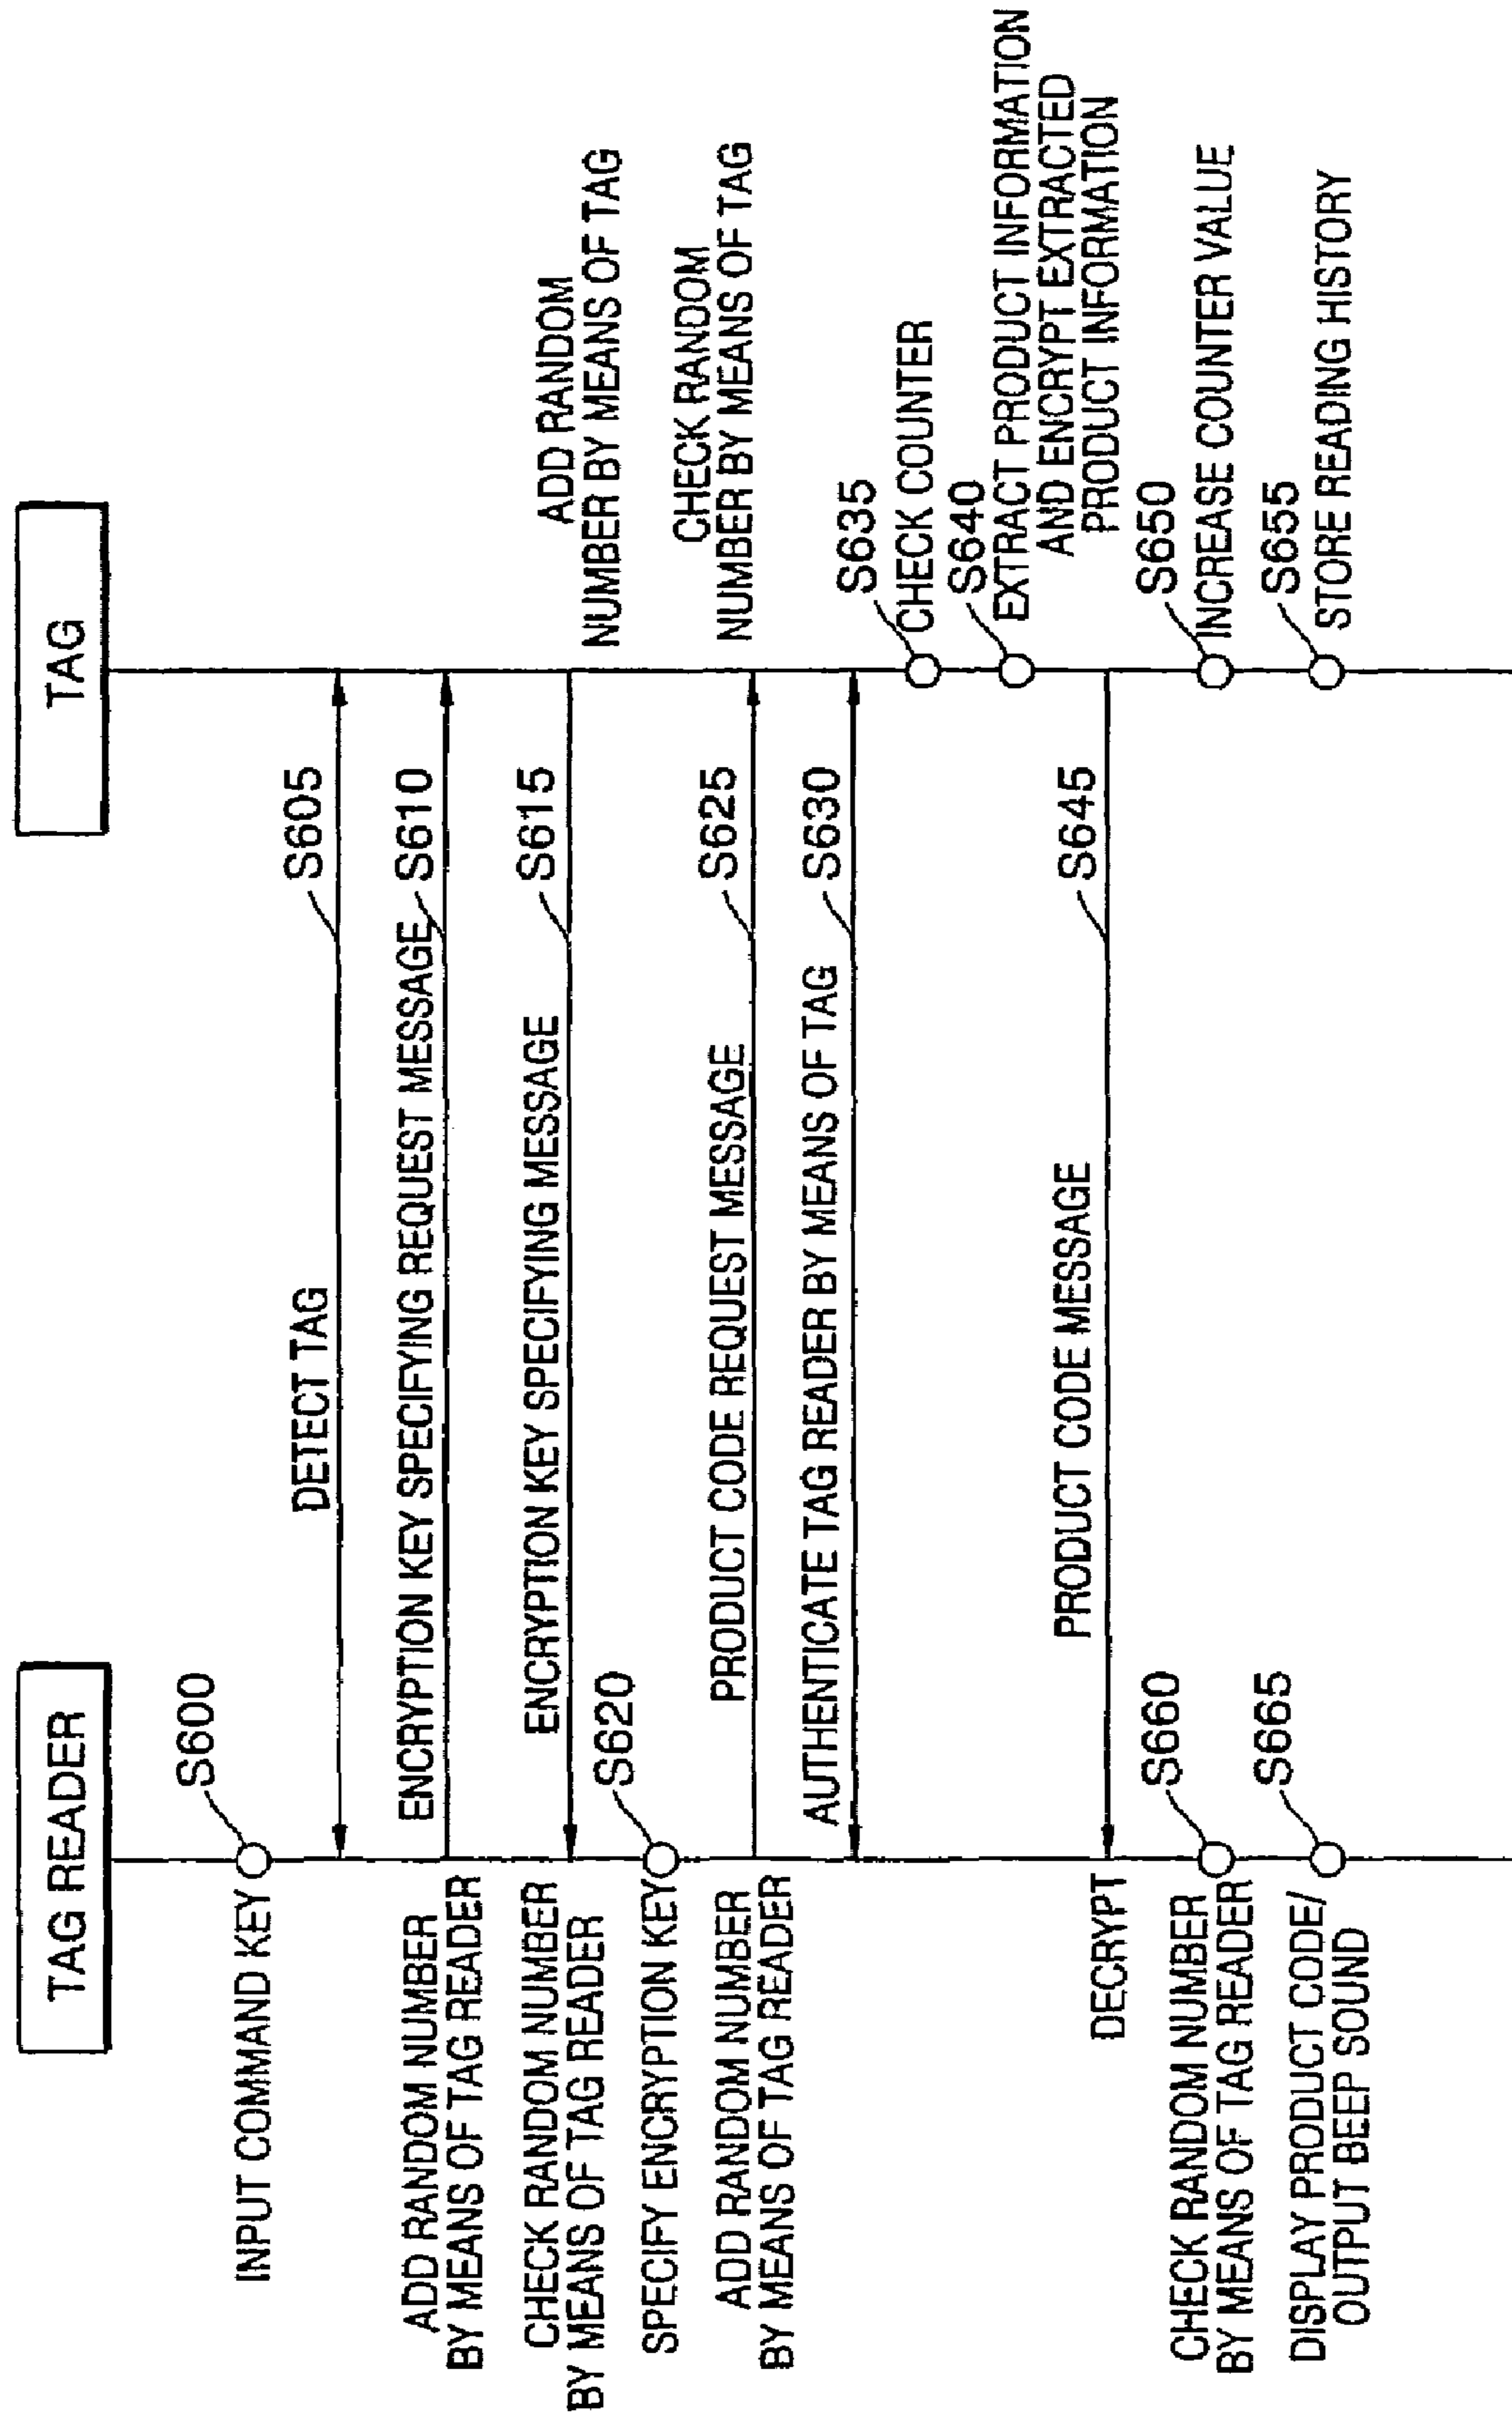 TAG READER
TAG
S600
INPUT COMMAND KEY
DETECT TAG
S605
ADD RANDOM NUMBER
BY MEANS OF TAG READER
ENCRYPTION KEY SPECIFYING REQUEST MESSAGE
S610
CHECK RANDOM NUMBER
BY MEANS OF TAG READER
ENCRYPTION KEY SPECIFYING MESSAGE
S615
ADD RANDOM
NUMBER BY MEANS OF TAG
S620
SPECIFY ENCRYPTION KEY
ADD RANDOM NUMBER
BY MEANS OF TAG READER
PRODUCT CODE REQUEST MESSAGE
S625
CHECK RANDOM
NUMBER BY MEANS OF TAG
AUTHENTICATE TAG READER BY MEANS OF TAG
S630
S635
CHECK COUNTER
S640
EXTRACT PRODUCT INFORMATION
AND ENCRYPT EXTRACTED
PRODUCT INFORMATION
DECRYPT
PRODUCT CODE MESSAGE
S645
S650
INCREASE COUNTER VALUE
S655
STORE READING HISTORY
S660
CHECK RANDOM NUMBER
BY MEANS OF TAG READER
S665
DISPLAY PRODUCT CODE/
OUTPUT BEEP SOUND